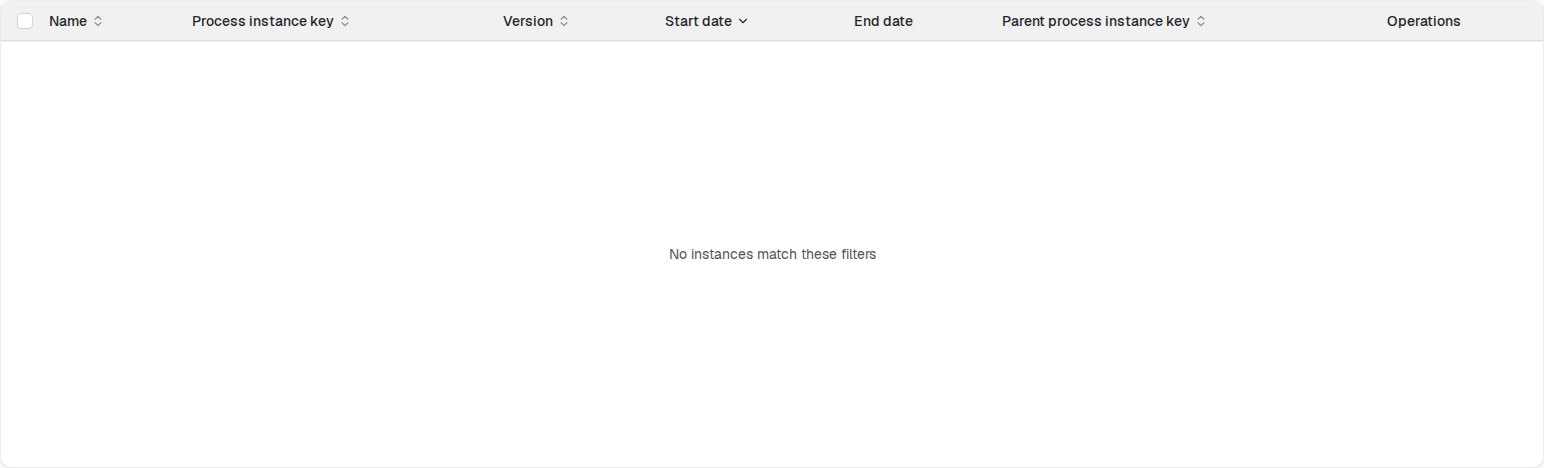 Name Process instance key Version Start date End date Parent process instance key Operations
No instances match these filters